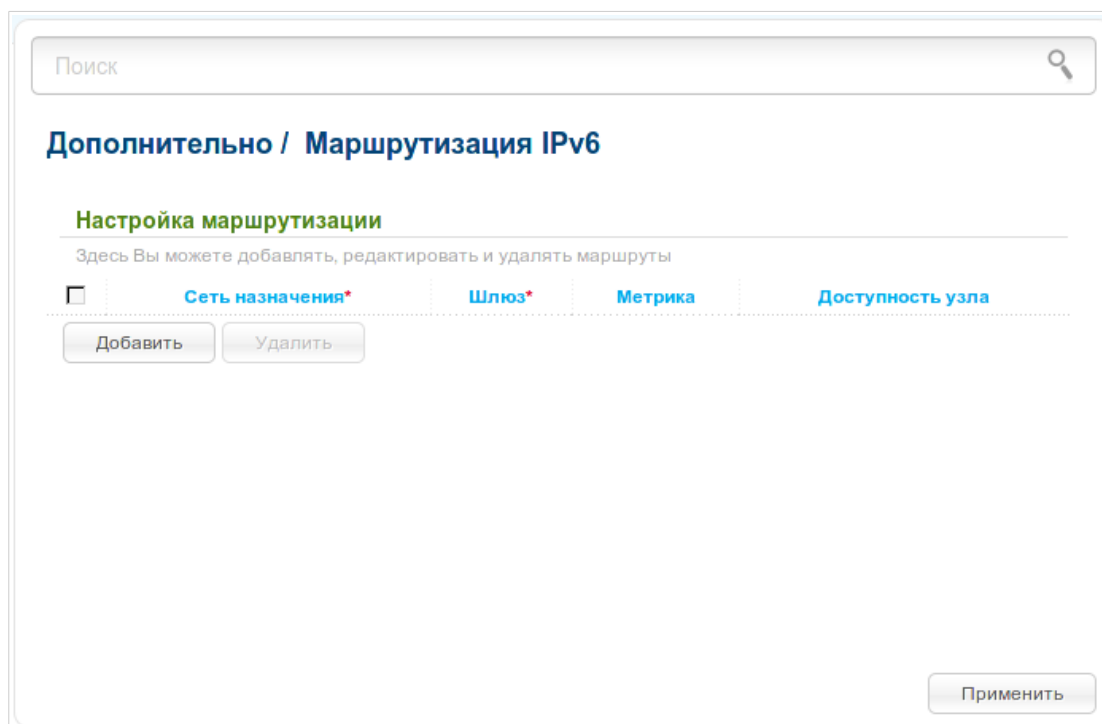 Поиск
Дополнительно / Маршрутизация IPv6
Настройка маршрутизации
Здесь Вы можете добавлять, редактировать и удалять маршруты
Сеть назначения* Шлюз* Метрика Доступность узла
Добавить Удалить
Применить